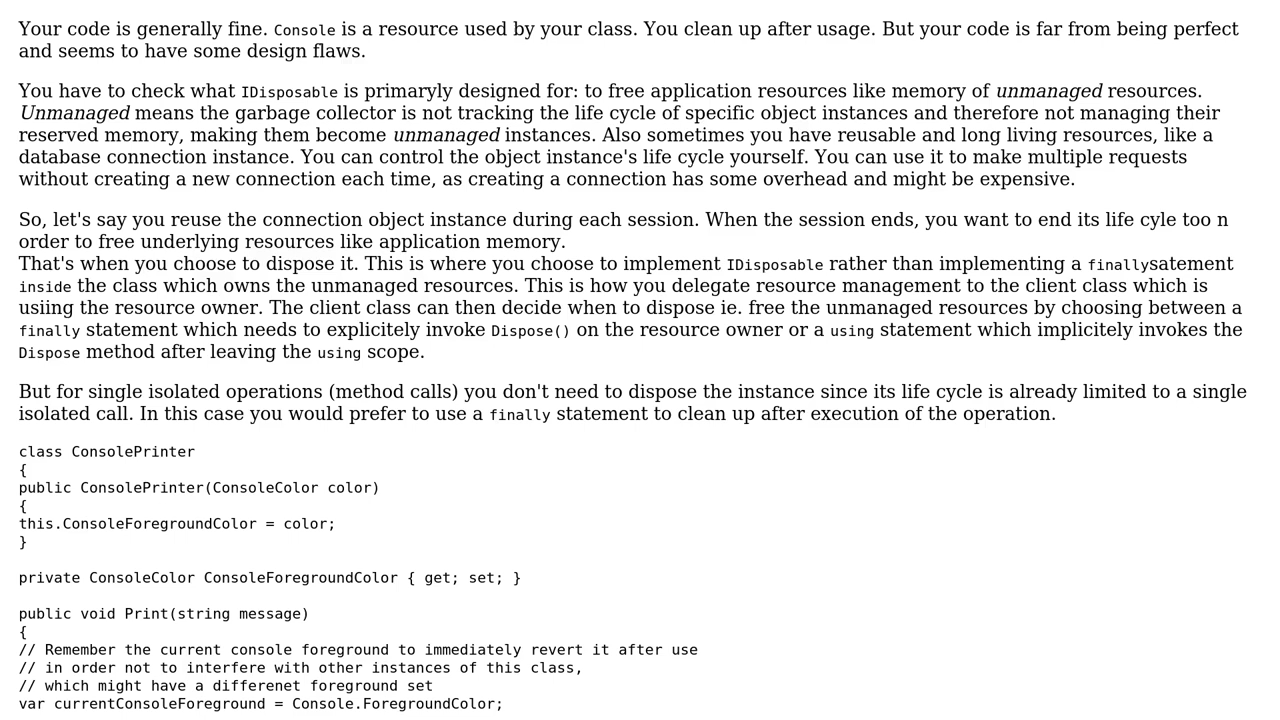 Your code is generally fine. Console is a resource used by your class. You clean up after usage. But your code is far from being perfect
and seems to have some design flaws.
You have to check what IDisposable is primaryly designed for: to free application resources like memory of unmanaged resources.
Unmanaged means the garbage collector is not tracking the life cycle of specific object instances and therefore not managing their
reserved memory, making them become unmanaged instances. Also sometimes you have reusable and long living resources, like a
database connection instance. You can control the object instance's life cycle yourself. You can use it to make multiple requests
without creating a new connection each time, as creating a connection has some overhead and might be expensive.
So, let's say you reuse the connection object instance during each session. When the session ends, you want to end its life cyle too n
order to free underlying resources like application memory.
That's when you choose to dispose it. This is where you choose to implement IDisposable rather than implementing a finallysatement
inside the class which owns the unmanaged resources. This is how you delegate resource management to the client class which is
usiing the resource owner. The client class can then decide when to dispose ie. free the unmanaged resources by choosing between a
finally statement which needs to explicitely invoke Dispose() on the resource owner or a using statement which implicitely invokes the
Dispose method after leaving the using scope.
But for single isolated operations (method calls) you don't need to dispose the instance since its life cycle is already limited to a single
isolated call. In this case you would prefer to use a finally statement to clean up after execution of the operation.
class ConsolePrinter
{
public ConsolePrinter(ConsoleColor color)
{
this.ConsoleForegroundColor = color;
}
private ConsoleColor ConsoleForegroundColor { get; set; }
public void Print(string message)
{
// Remember the current console foreground to immediately revert it after use
// in order not to interfere with other instances of this class,
// which might have a differenet foreground set
var currentConsoleForeground = Console.ForegroundColor;